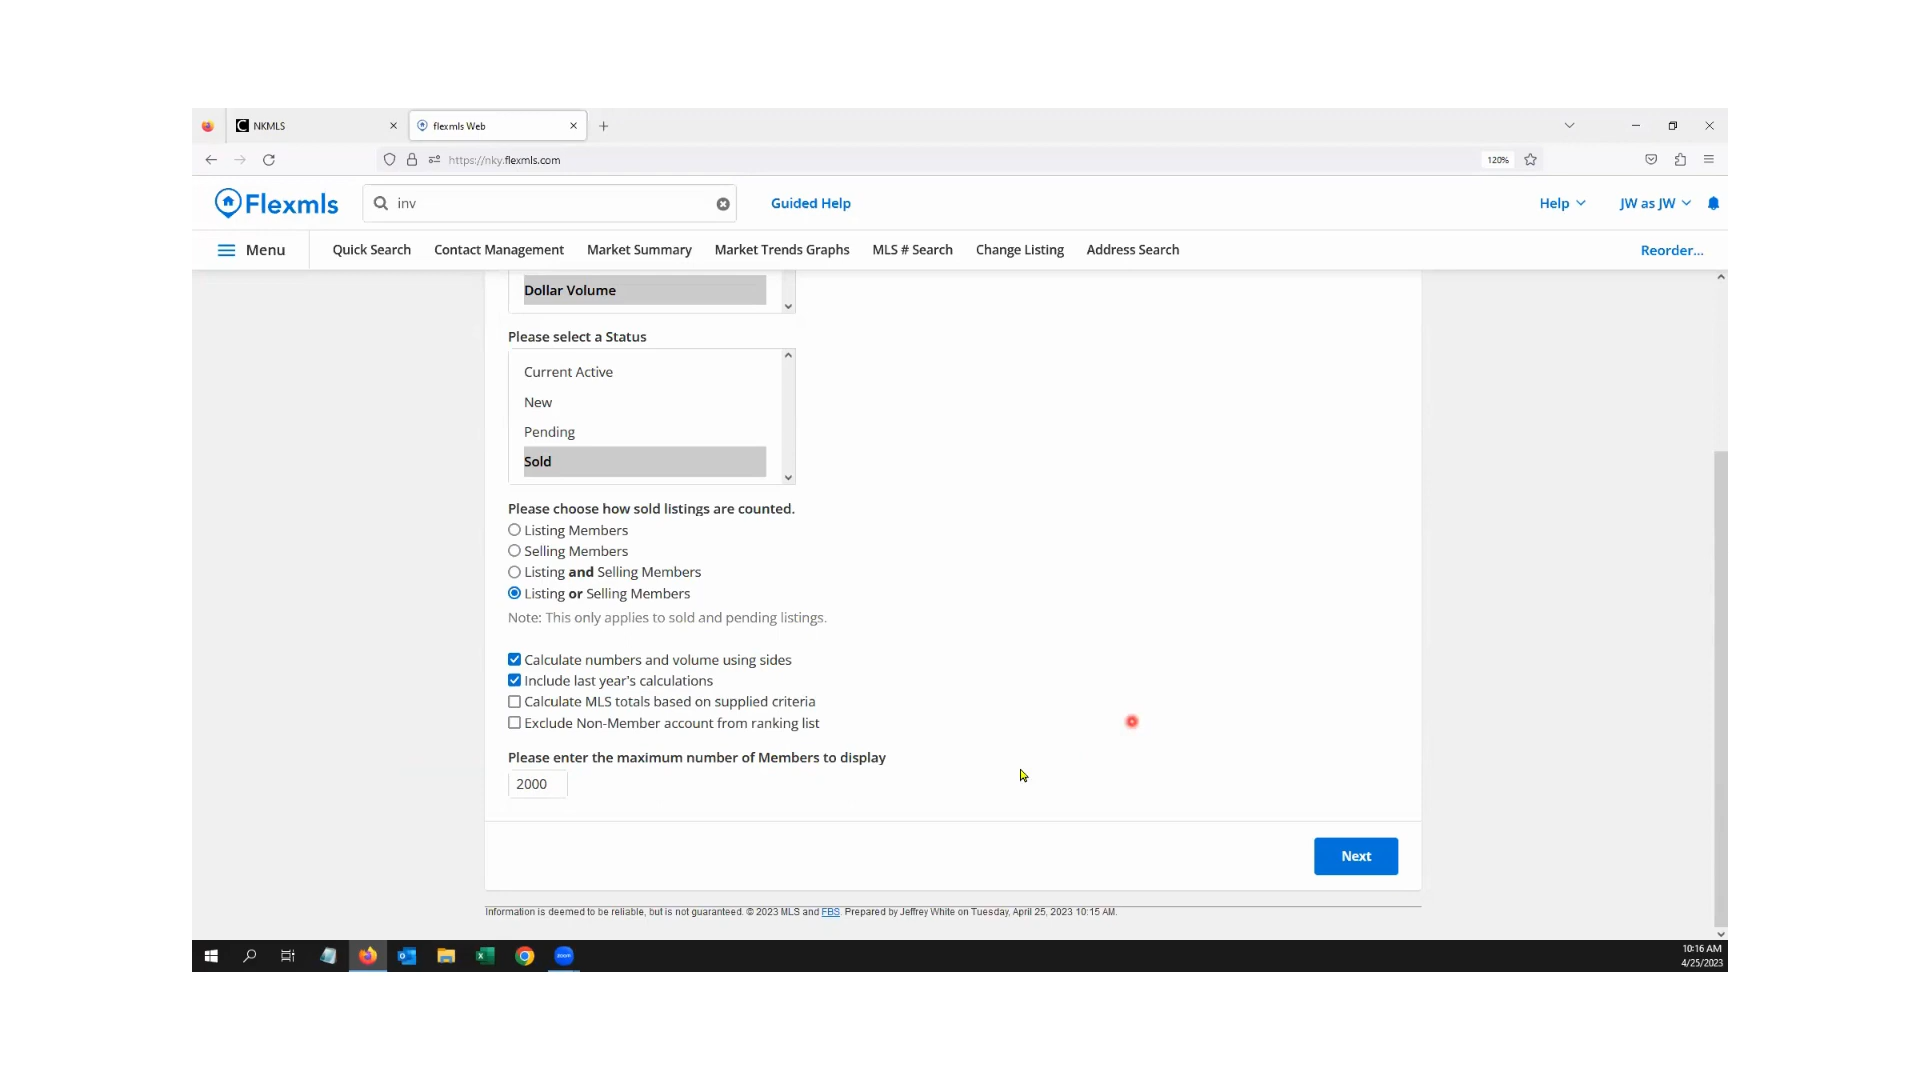 NKMLS
flexmls Web
https://nky.flexmls.com
120%
Flexmls
inv
Guided Help
Help
JW as JW
Menu
Quick Search
Contact Management
Market Summary
Market Trends Graphs
MLS # Search
Change Listing
Address Search
Reorder...
Dollar Volume
Please select a Status
Current Active
New
Pending
Sold
Please choose how sold listings are counted.
Listing Members
Selling Members
Listing and Selling Members
Listing or Selling Members
Note: This only applies to sold and pending listings.
Calculate numbers and volume using sides
Include last year's calculations
Calculate MLS totals based on supplied criteria
Exclude Non-Member account from ranking list
Please enter the maximum number of Members to display
2000
Next
Information is deemed to be reliable, but is not guaranteed. © 2023 MLS and FBS. Prepared by Jeffrey White on Tuesday, April 25, 2023 10:15 AM.
zoom
10:16 AM
4/25/2023